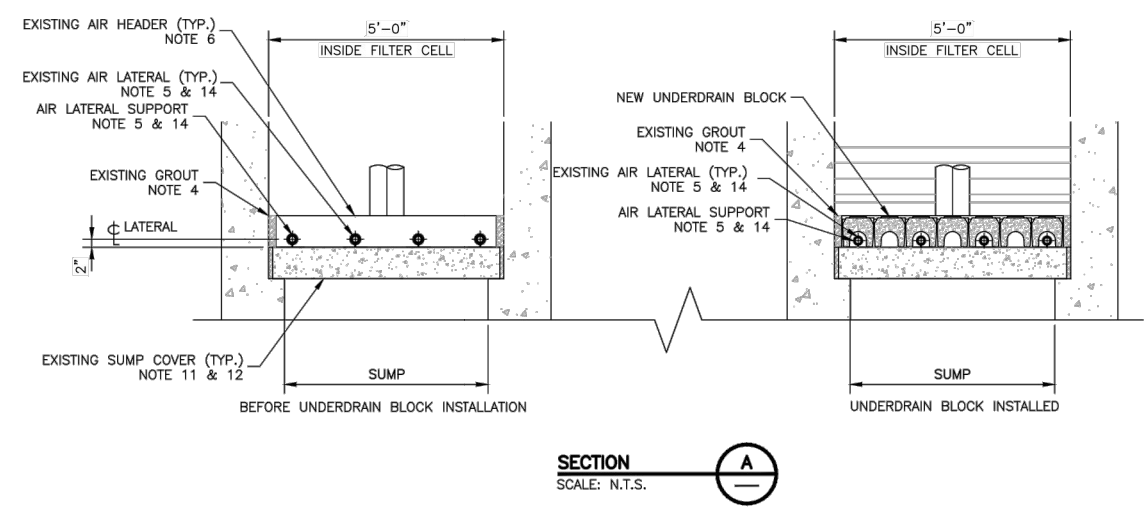 EXISTING AIR HEADER (TYP.)
NOTE 6
EXISTING AIR LATERAL (TYP.)
NOTE 5 & 14
AIR LATERAL SUPPORT
NOTE 5 & 14
EXISTING GROUT
NOTE 4
℄ LATERAL
2"
5'-0"
INSIDE FILTER CELL
EXISTING SUMP COVER (TYP.)
NOTE 11 & 12
SUMP
BEFORE UNDERDRAIN BLOCK INSTALLATION
5'-0"
INSIDE FILTER CELL
NEW UNDERDRAIN BLOCK
EXISTING GROUT
NOTE 4
EXISTING AIR LATERAL (TYP.)
NOTE 5 & 14
AIR LATERAL SUPPORT
NOTE 5 & 14
SUMP
UNDERDRAIN BLOCK INSTALLED
SECTION
SCALE: N.T.S.
A
—